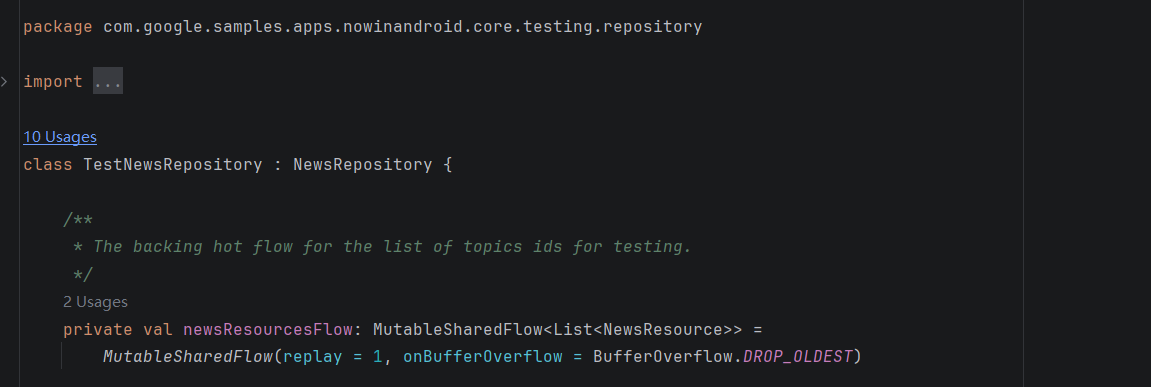 package com.google.samples.apps.nowinandroid.core.testing.repository
import ...
10 Usages
class TestNewsRepository : NewsRepository {
/**
* The backing hot flow for the list of topics ids for testing.
*/
2 Usages
private val newsResourcesFlow: MutableSharedFlow<List<NewsResource>> =
MutableSharedFlow(replay = 1, onBufferOverflow = BufferOverflow.DROP_OLDEST)